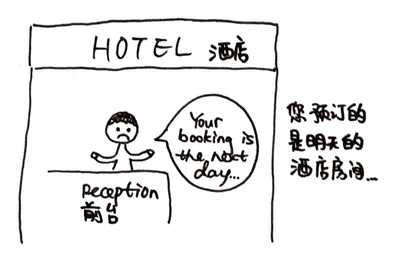 HOTEL 酒店
Your
booking is
the next
day...
您预订的
是明天的
酒店房间...
Reception
前台